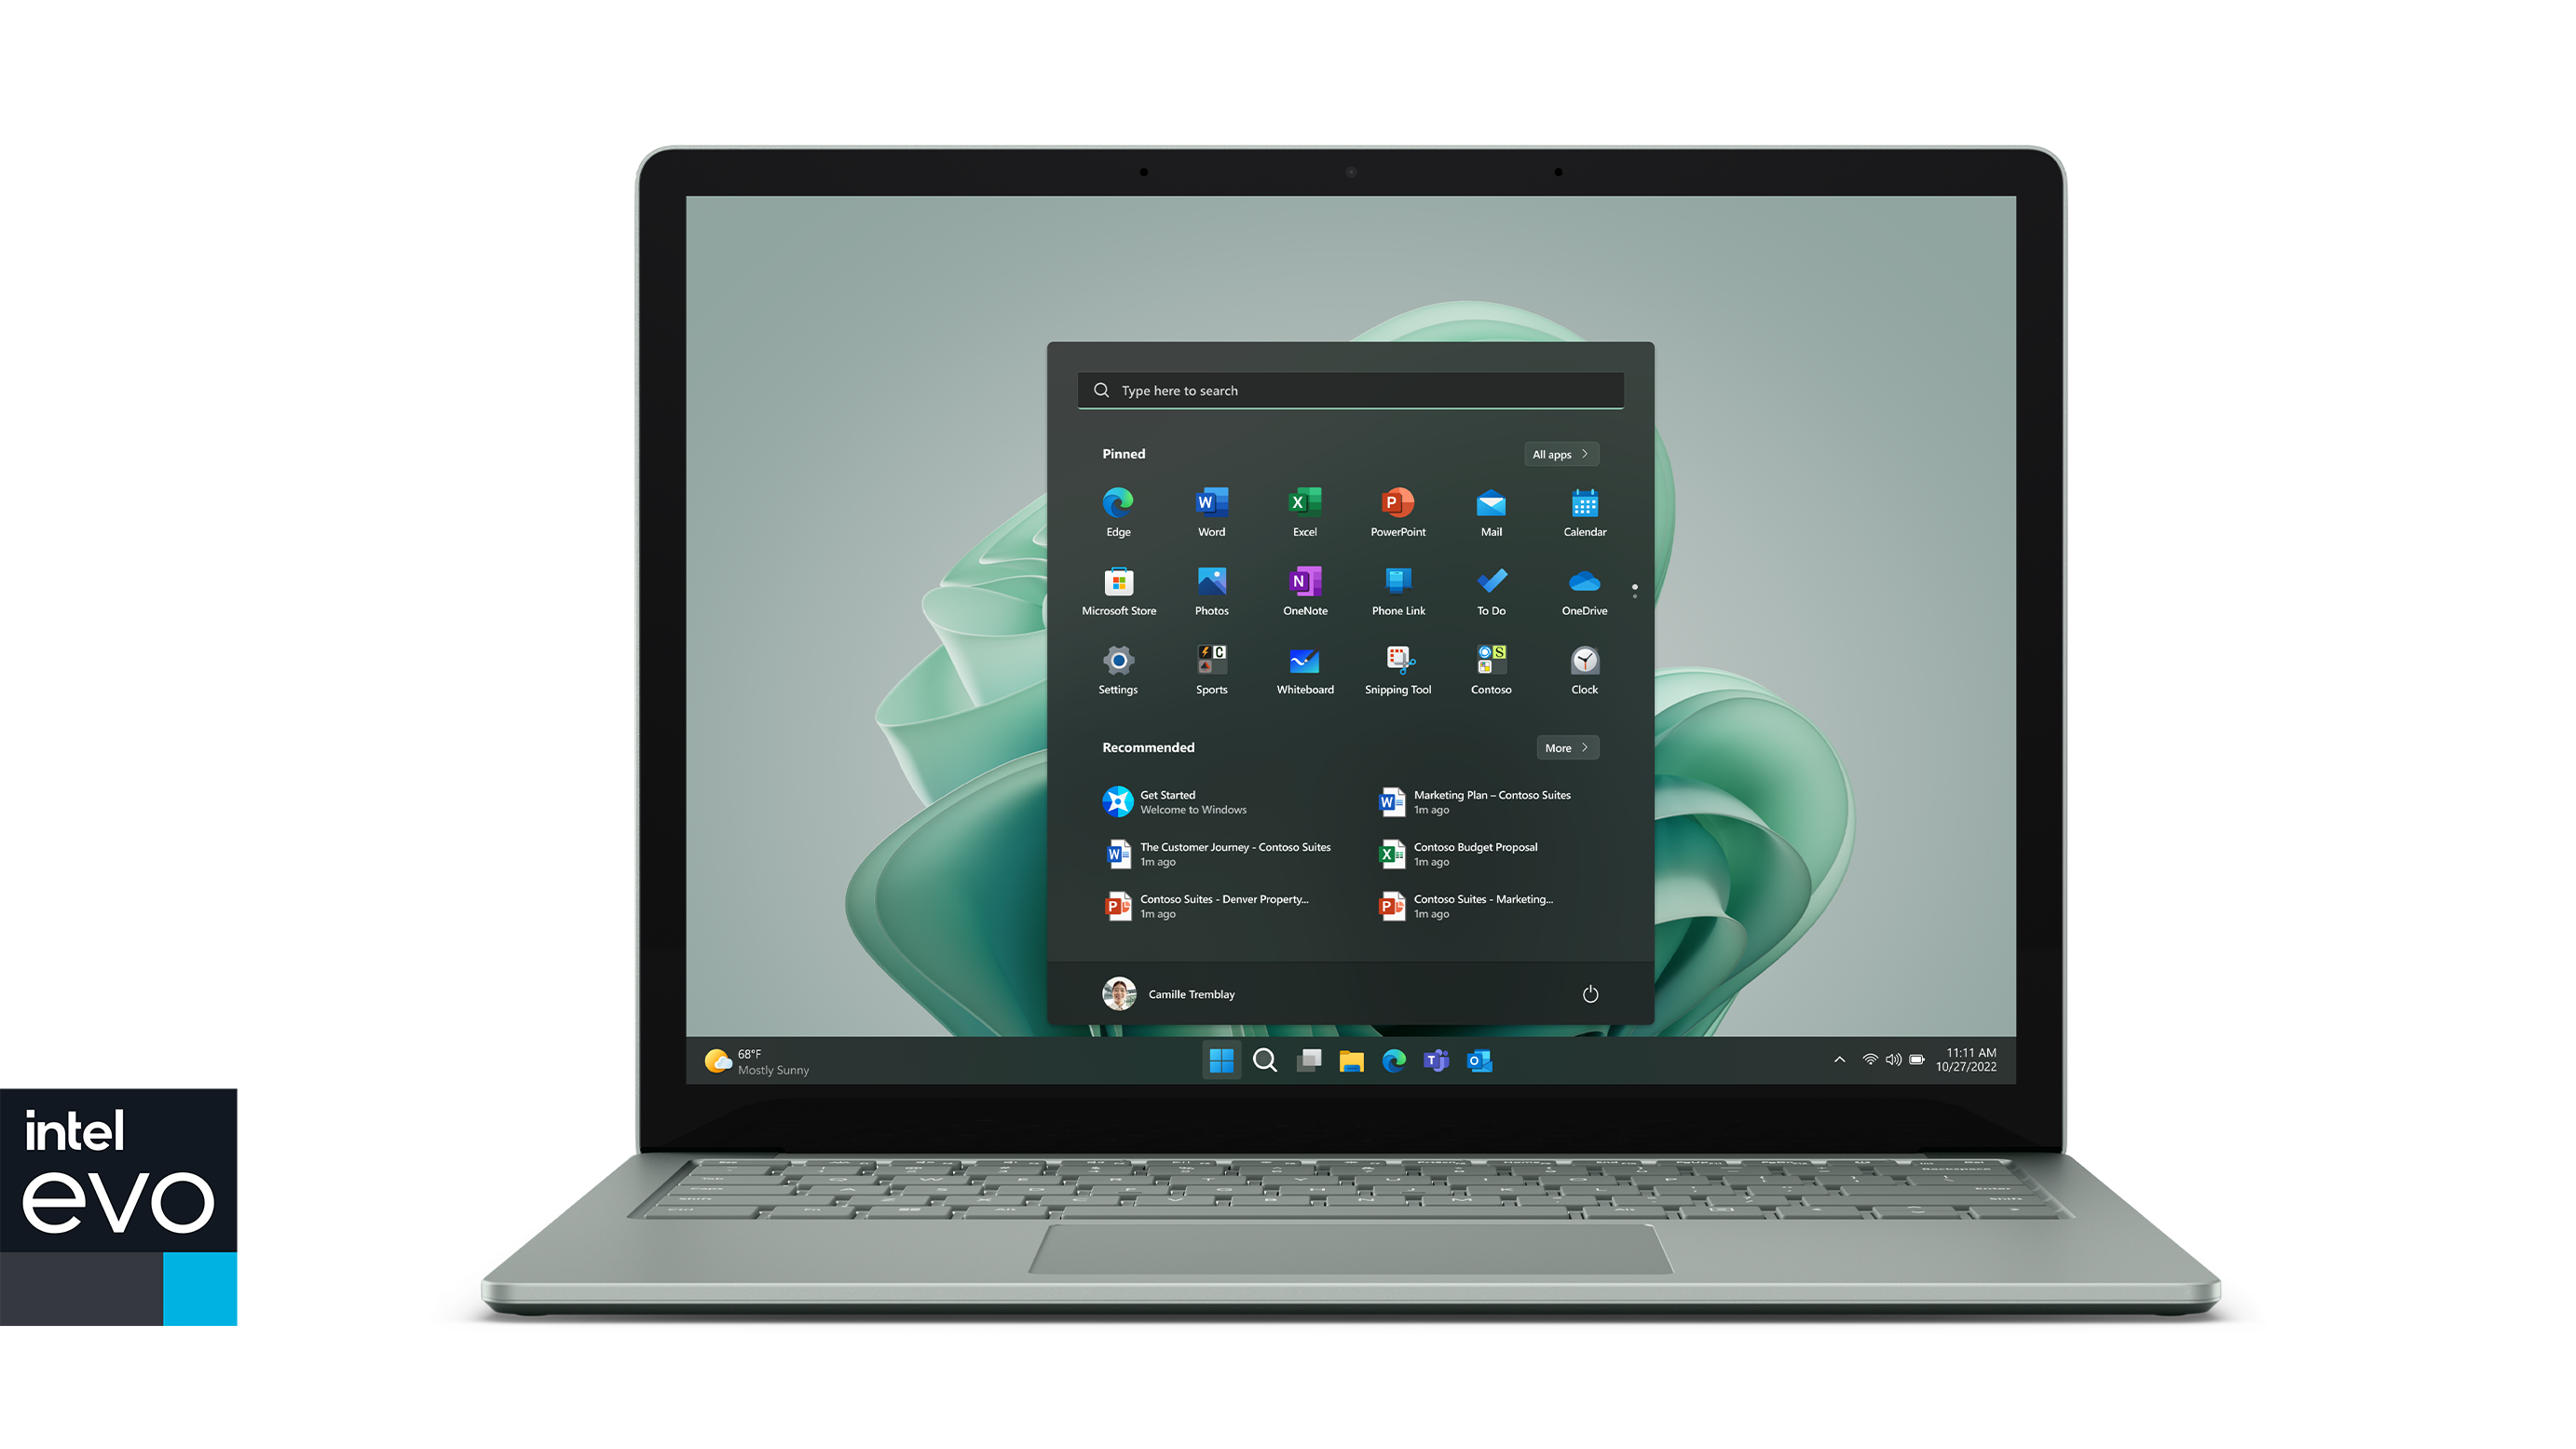 Type here to search
Pinned
All apps
Edge
Word
Excel
PowerPoint
Mail
Calendar
Microsoft Store
Photos
OneNote
Phone Link
To Do
OneDrive
Settings
Sports
Whiteboard
Snipping Tool
Contoso
Clock
Recommended
More
Get Started
Welcome to Windows
Marketing Plan – Contoso Suites
1m ago
The Customer Journey - Contoso Suites
1m ago
Contoso Budget Proposal
1m ago
Contoso Suites - Denver Property...
1m ago
Contoso Suites - Marketing...
1m ago
Camille Tremblay
68°F
Mostly Sunny
11:11 AM
10/27/2022
intel
evo